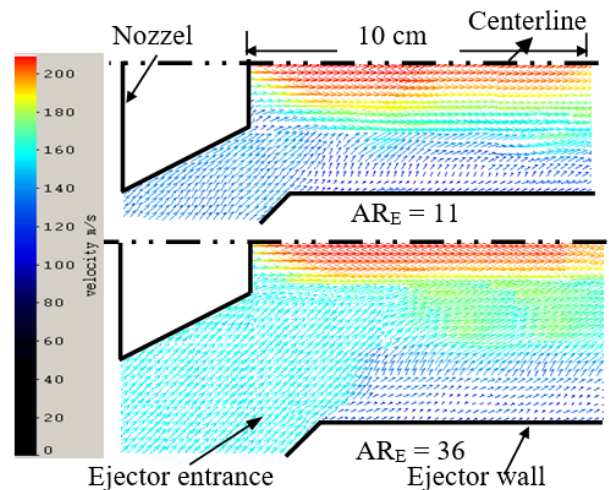 Nozzel
Centerline
10 cm
200
180
160
140
120
100
80
60
40
20
0
velocity m/s
AR_E = 11
AR_E = 36
Ejector entrance
Ejector wall